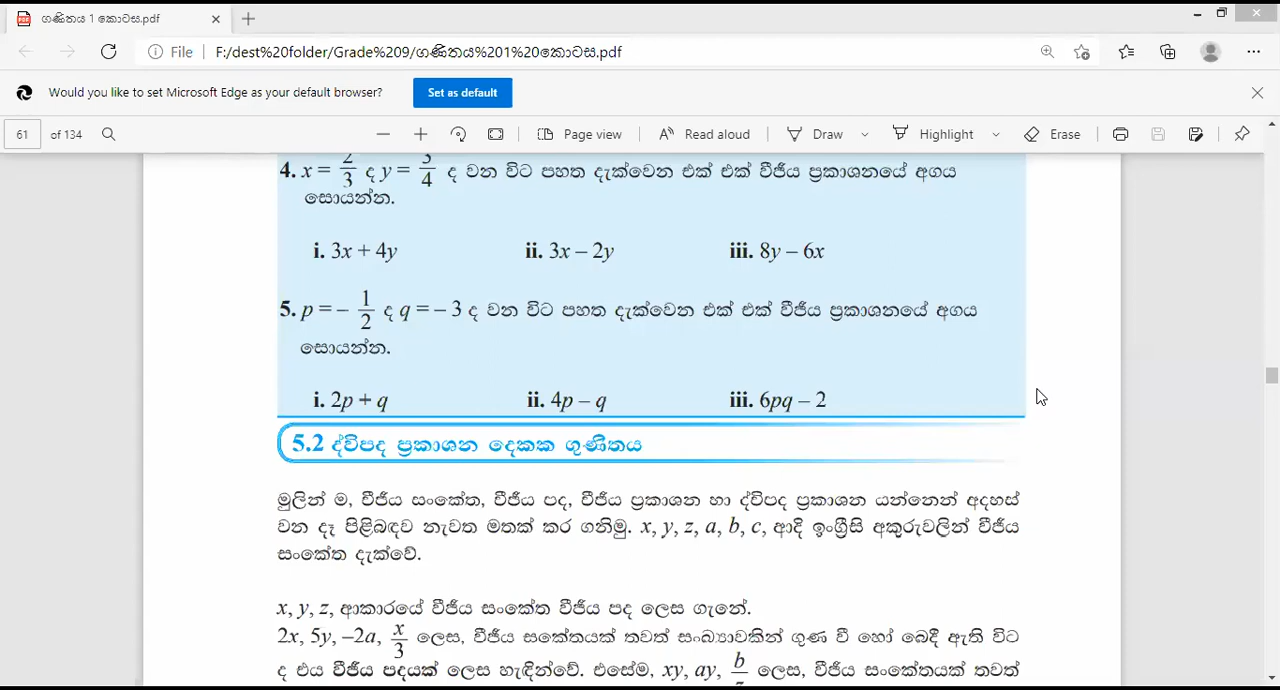 ගණිතය 1 කොටස.pdf
File F:/dest%20folder/Grade%209/ගණිතය%201%20කොටස.pdf
Would you like to set Microsoft Edge as your default browser? Set as default
61 of 134 Page view Read aloud Draw Highlight Erase
4. x = 2/3 ද y = 3/4 ද වන විට පහත දැක්වෙන එක් එක් වීජීය ප්‍රකාශනයේ අගය
සොයන්න.
i. 3x + 4y ii. 3x – 2y iii. 8y – 6x
5. p = – 1/2 ද q = – 3 ද වන විට පහත දැක්වෙන එක් එක් වීජීය ප්‍රකාශනයේ අගය
සොයන්න.
i. 2p + q ii. 4p – q iii. 6pq – 2
5.2 ද්විපද ප්‍රකාශන දෙකක ගුණිතය
මුලින් ම, වීජීය සංකේත, වීජීය පද, වීජීය ප්‍රකාශන හා ද්විපද ප්‍රකාශන යන්නෙන් අදහස්
වන දෑ පිළිබඳව නැවත මතක් කර ගනිමු. x, y, z, a, b, c, ආදි ඉංග්‍රීසි අකුරුවලින් වීජීය
සංකේත දැක්වේ.
x, y, z, ආකාරයේ වීජීය සංකේත වීජීය පද ලෙස ගැනේ.
2x, 5y, –2a, x/3 ලෙස, වීජීය සකේතයක් තවත් සංඛ්‍යාවකින් ගුණ වී හෝ බෙදී ඇති විට
ද එය වීජීය පදයක් ලෙස හැඳින්වේ. එසේම, xy, ay, b/ ලෙස, වීජීය සංකේතයක් තවත්